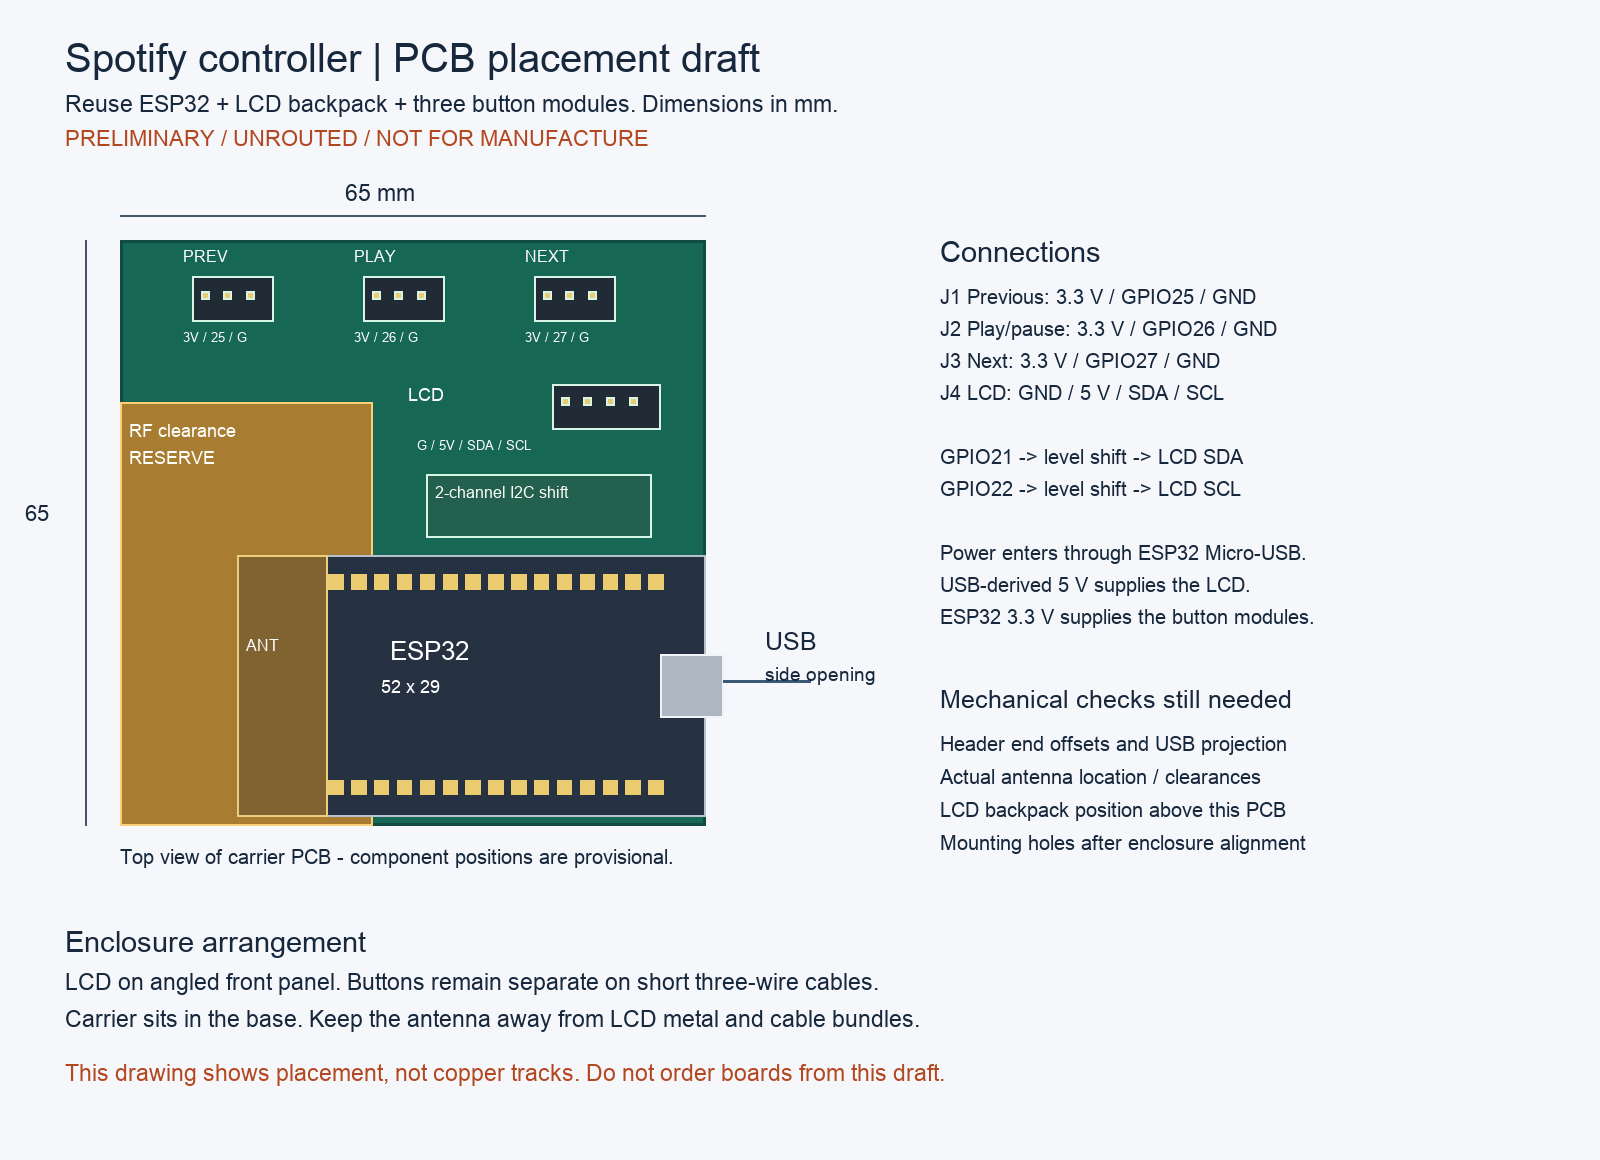 Spotify controller | PCB placement draft
Reuse ESP32 + LCD backpack + three button modules. Dimensions in mm.
PRELIMINARY / UNROUTED / NOT FOR MANUFACTURE
65 mm
65
PREV
PLAY
NEXT
3V / 25 / G
3V / 26 / G
3V / 27 / G
LCD
G / 5V / SDA / SCL
RF clearance
RESERVE
2-channel I2C shift
ANT
ESP32
52 x 29
USB
side opening
Top view of carrier PCB - component positions are provisional.
Connections
J1 Previous: 3.3 V / GPIO25 / GND
J2 Play/pause: 3.3 V / GPIO26 / GND
J3 Next: 3.3 V / GPIO27 / GND
J4 LCD: GND / 5 V / SDA / SCL
GPIO21 -> level shift -> LCD SDA
GPIO22 -> level shift -> LCD SCL
Power enters through ESP32 Micro-USB.
USB-derived 5 V supplies the LCD.
ESP32 3.3 V supplies the button modules.
Mechanical checks still needed
Header end offsets and USB projection
Actual antenna location / clearances
LCD backpack position above this PCB
Mounting holes after enclosure alignment
Enclosure arrangement
LCD on angled front panel. Buttons remain separate on short three-wire cables.
Carrier sits in the base. Keep the antenna away from LCD metal and cable bundles.
This drawing shows placement, not copper tracks. Do not order boards from this draft.